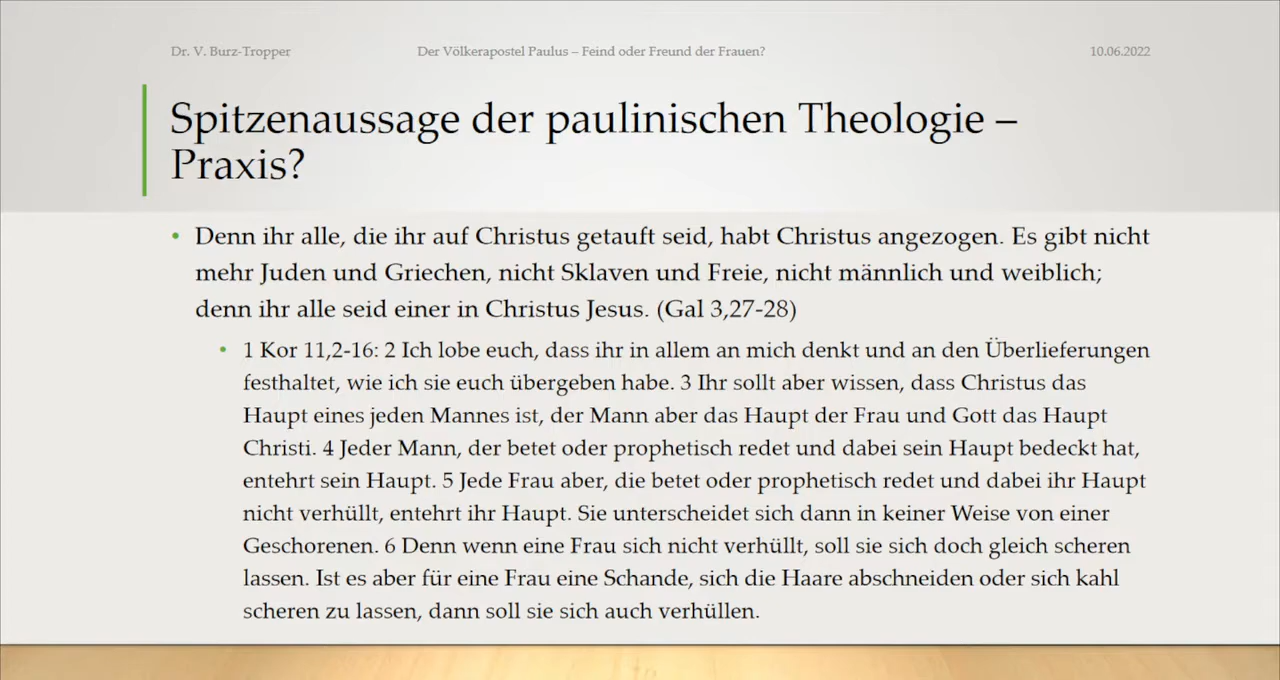 Dr. V. Burz-Tropper
Der Völkerapostel Paulus – Feind oder Freund der Frauen?
10.06.2022
Spitzenaussage der paulinischen Theologie –
Praxis?
• Denn ihr alle, die ihr auf Christus getauft seid, habt Christus angezogen. Es gibt nicht
mehr Juden und Griechen, nicht Sklaven und Freie, nicht männlich und weiblich;
denn ihr alle seid einer in Christus Jesus. (Gal 3,27-28)
• 1 Kor 11,2-16: 2 Ich lobe euch, dass ihr in allem an mich denkt und an den Überlieferungen
festhaltet, wie ich sie euch übergeben habe. 3 Ihr sollt aber wissen, dass Christus das
Haupt eines jeden Mannes ist, der Mann aber das Haupt der Frau und Gott das Haupt
Christi. 4 Jeder Mann, der betet oder prophetisch redet und dabei sein Haupt bedeckt hat,
entehrt sein Haupt. 5 Jede Frau aber, die betet oder prophetisch redet und dabei ihr Haupt
nicht verhüllt, entehrt ihr Haupt. Sie unterscheidet sich dann in keiner Weise von einer
Geschorenen. 6 Denn wenn eine Frau sich nicht verhüllt, soll sie sich doch gleich scheren
lassen. Ist es aber für eine Frau eine Schande, sich die Haare abschneiden oder sich kahl
scheren zu lassen, dann soll sie sich auch verhüllen.